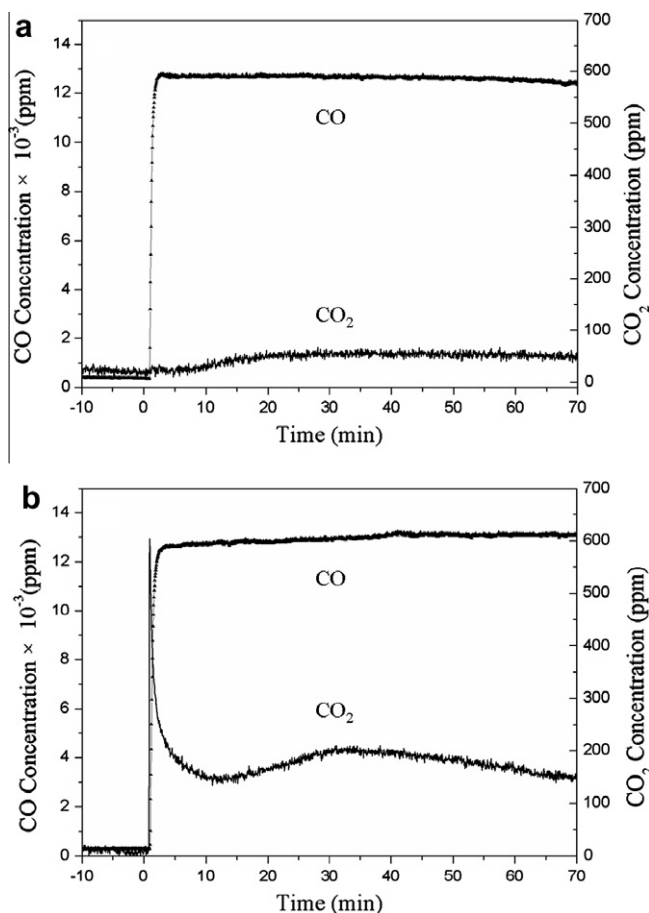 a
700
14
600
12
CO
500
10
400
8
300
6
CO₂
200
4
100
2
0
0
-10 0 10 20 30 40 50 60 70
Time (min)
CO Concentration × 10⁻³ (ppm)
CO₂ Concentration (ppm)
b
700
14
600
12
CO
500
10
400
8
300
6
CO₂
200
4
100
2
0
0
-10 0 10 20 30 40 50 60 70
Time (min)
CO Concentration × 10⁻³ (ppm)
CO₂ Concentration (ppm)